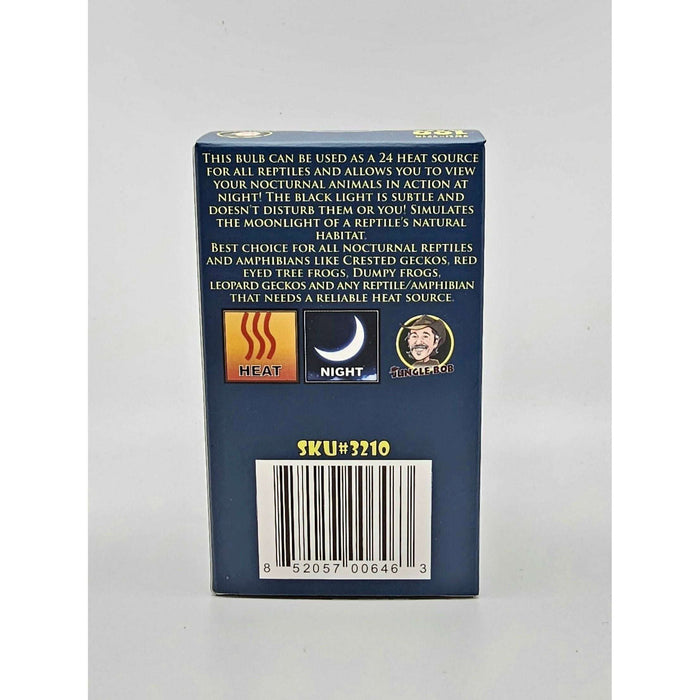 THIS BULB CAN BE USED AS A 24 HEAT SOURCE
FOR ALL REPTILES AND ALLOWS YOU TO VIEW
YOUR NOCTURNAL ANIMALS IN ACTION AT
NIGHT! THE BLACK LIGHT IS SUBTLE AND
DOESN'T DISTURB THEM OR YOU! SIMULATES
THE MOONLIGHT OF A REPTILE'S NATURAL
HABITAT.
BEST CHOICE FOR ALL NOCTURNAL REPTILES
AND AMPHIBIANS LIKE CRESTED GECKOS, RED
EYED TREE FROGS, DUMPY FROGS,
LEOPARD GECKOS AND ANY REPTILE/AMPHIBIAN
THAT NEEDS A RELIABLE HEAT SOURCE.
HEAT
NIGHT
JUNGLE BOB
SKU#3210
8 52057 00646 3